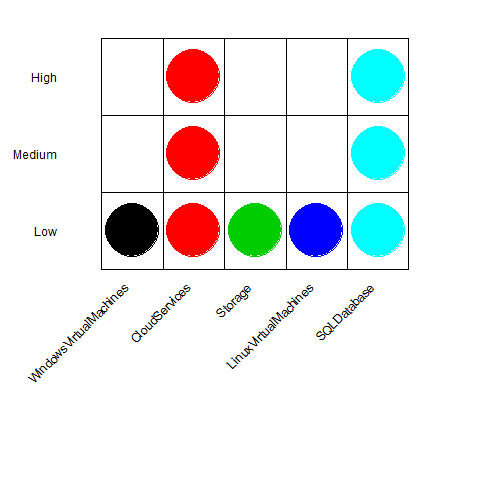 High
Medium
Low
WindowsVirtualMachines
CloudServices
Storage
LinuxVirtualMachines
SQLDatabase